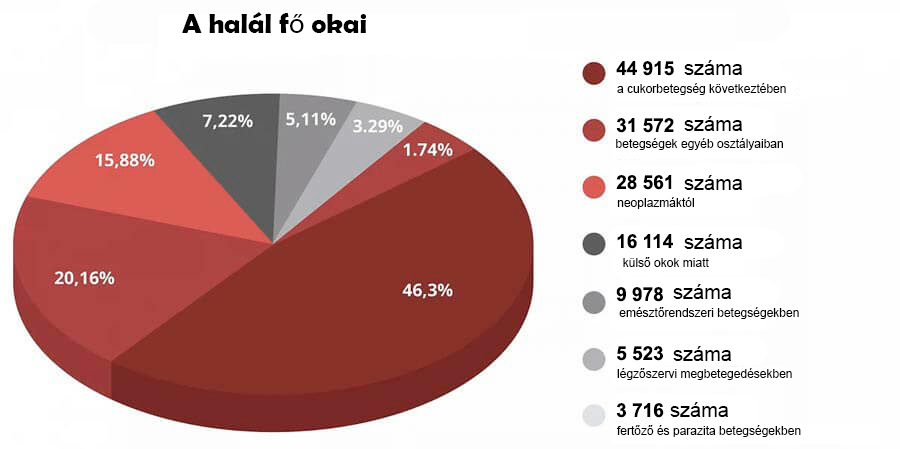 A halál fő okai
7,22%
5,11%
3.29%
1.74%
15,88%
20,16%
46,3%
44 915 száma
a cukorbetegség következtében
31 572 száma
betegségek egyéb osztályaiban
28 561 száma
neoplazmáktól
16 114 száma
külső okok miatt
9 978 száma
emésztőrendszeri betegségekben
5 523 száma
légzőszervi megbetegedésekben
3 716 száma
fertőző és parazita betegségekben